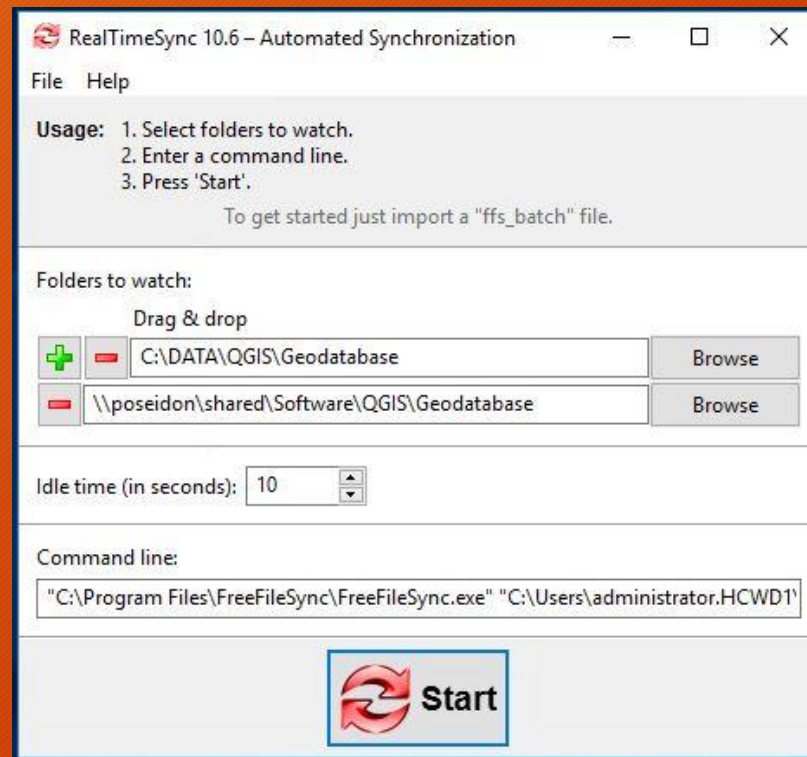 RealTimeSync 10.6 – Automated Synchronization
File Help
Usage: 1. Select folders to watch.
2. Enter a command line.
3. Press 'Start'.
To get started just import a "ffs_batch" file.
Folders to watch:
Drag & drop
C:\DATA\QGIS\Geodatabase Browse
\\poseidon\shared\Software\QGIS\Geodatabase Browse
Idle time (in seconds): 10
Command line:
"C:\Program Files\FreeFileSync\FreeFileSync.exe" "C:\Users\administrator.HCWD1\
Start